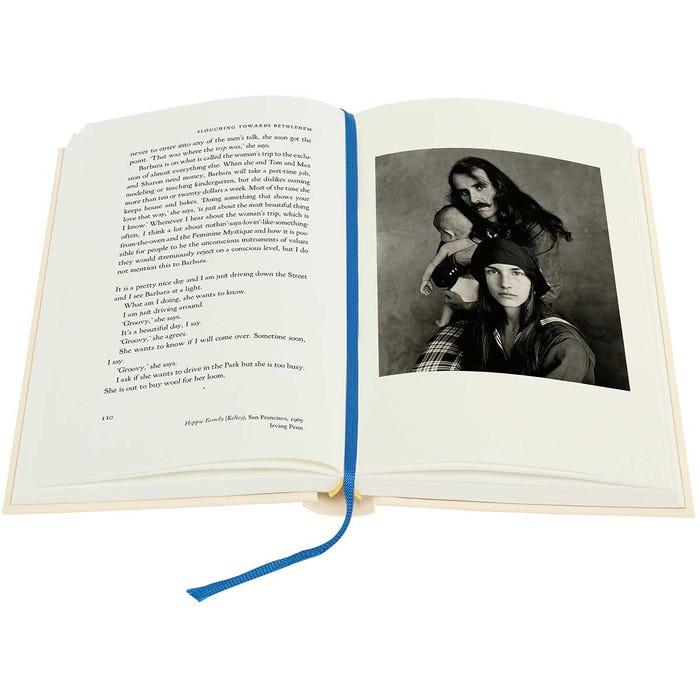 SLOUCHING TOWARDS BETHLEHEM
never to enter into any of the men's talk, she soon got the
point. 'That was where the trip was,' she says.
Barbara is on what is called the woman's trip to the exclu-
sion of almost everything else. When she and Tom and Max
and Sharon need money, Barbara will take a part-time job,
modeling or teaching kindergarten, but she dislikes earning
more than ten or twenty dollars a week. Most of the time she
keeps house and bakes. 'Doing something that shows your
love that way,' she says, 'is just about the most beautiful thing
I know.' Whenever I hear about the woman's trip, which is
often, I think a lot about nothin'-says-lovin'-like-something-
from-the-oven and the Feminine Mystique and how it is pos-
sible for people to be the unconscious instruments of values
they would strenuously reject on a conscious level, but I do
not mention this to Barbara.
It is a pretty nice day and I am just driving down the Street
and I see Barbara at a light.
What am I doing, she wants to know.
I am just driving around.
'Groovy,' she says.
It's a beautiful day, I say.
'Groovy,' she agrees.
She wants to know if I will come over. Sometime soon,
I say.
'Groovy,' she says.
I ask if she wants to drive in the Park but she is too busy.
She is out to buy wool for her loom.
110
Hippie Family (Kelley), San Francisco, 1967
Irving Penn